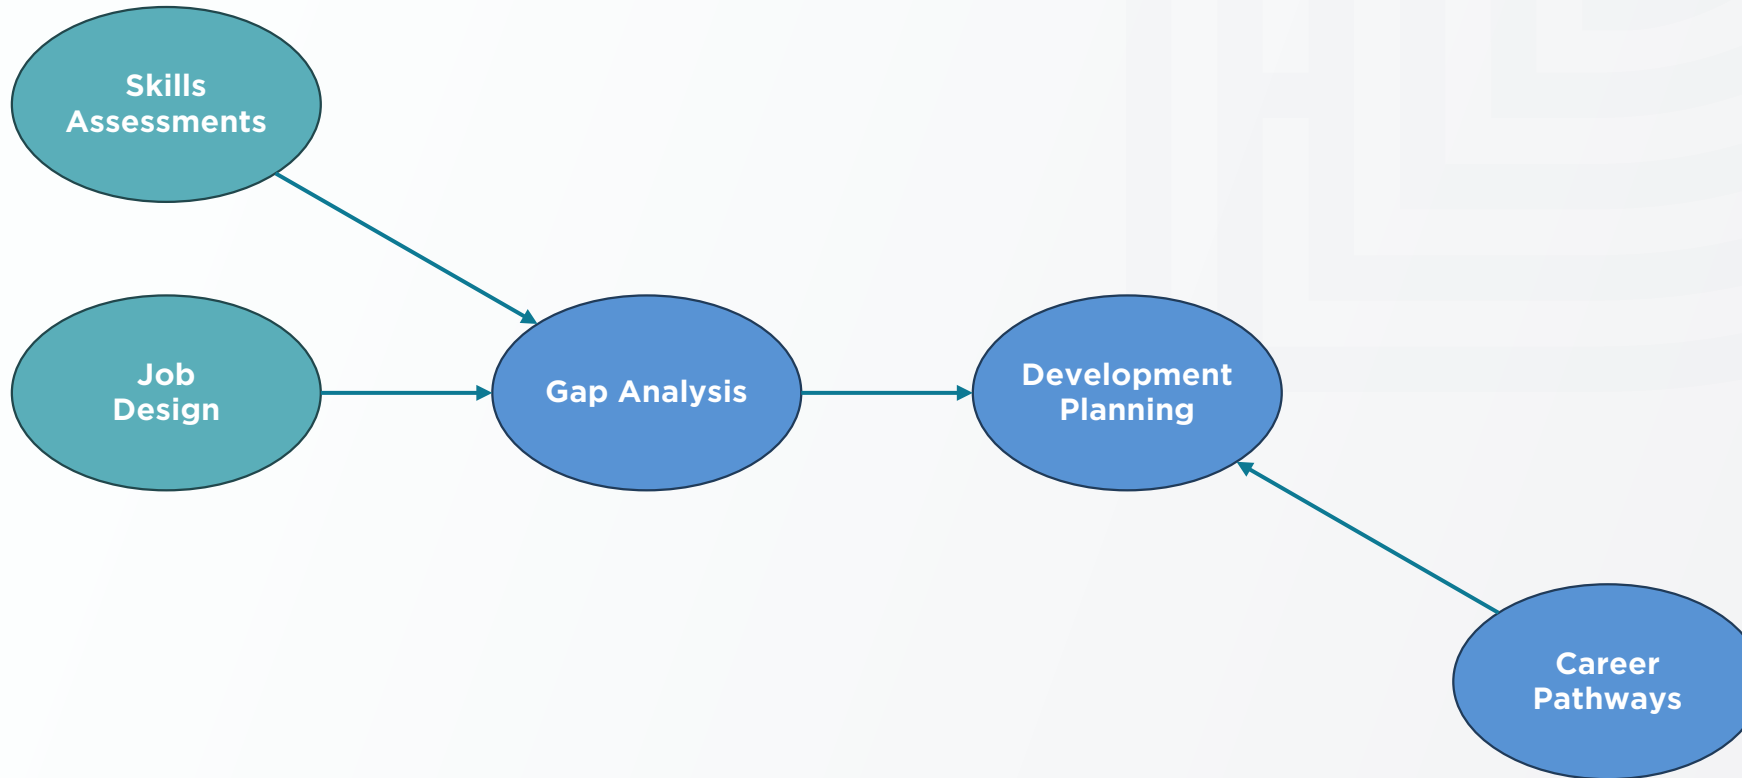 Skills
Assessments
Job
Design
Gap Analysis
Development
Planning
Career
Pathways